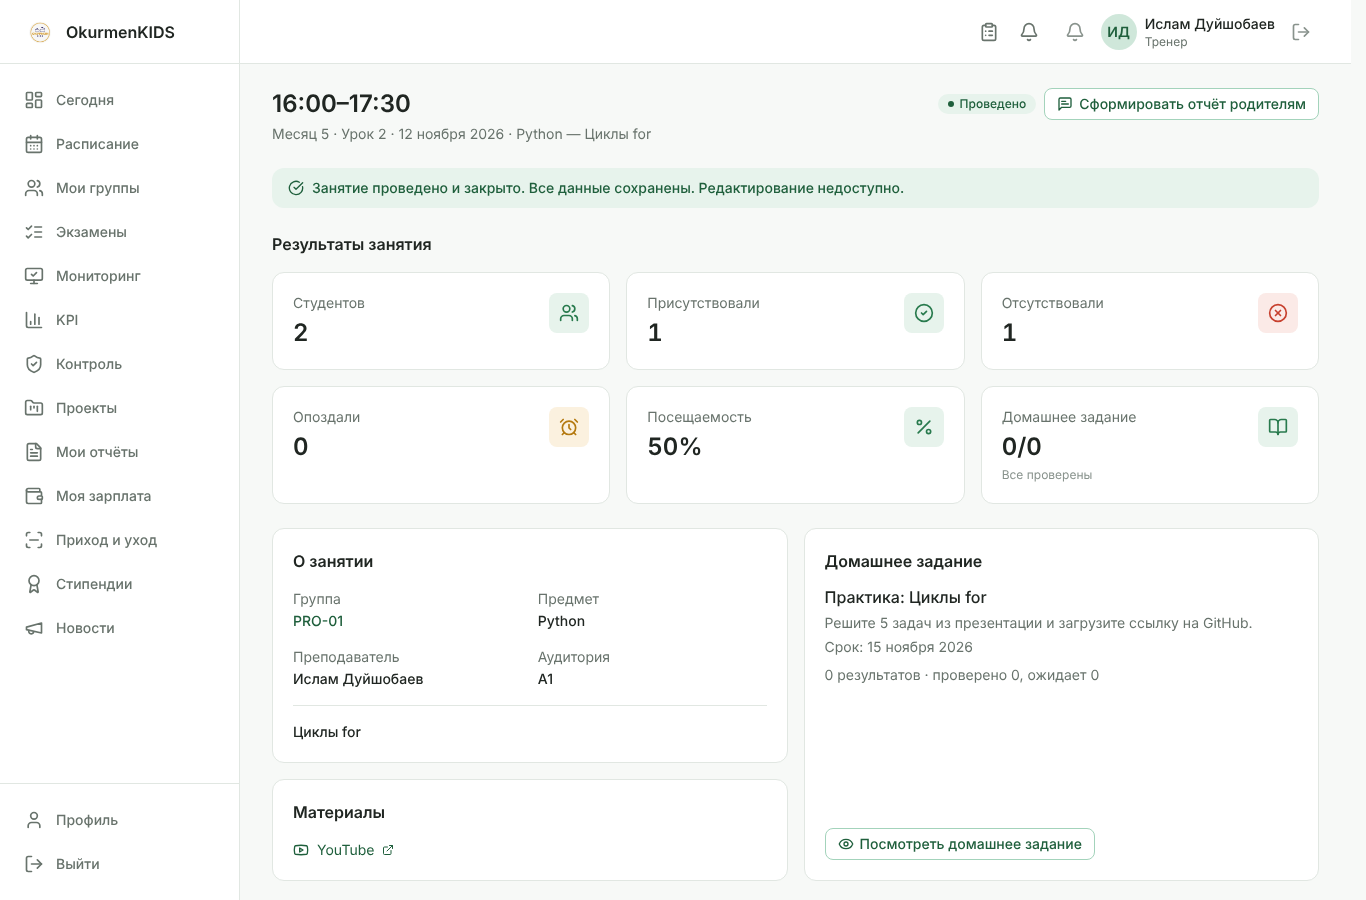 OkurmenKIDS
Ислам Дуйшобаев
ИД
Тренер
Сегодня
Расписание
Мои группы
Экзамены
Мониторинг
KPI
Контроль
Проекты
Мои отчёты
Моя зарплата
Приход и уход
Стипендии
Новости
Профиль
Выйти
16:00–17:30
Проведено
Сформировать отчёт родителям
Месяц 5 · Урок 2 · 12 ноября 2026 · Python — Циклы for
Занятие проведено и закрыто. Все данные сохранены. Редактирование недоступно.
Результаты занятия
Студентов
2
Присутствовали
1
Отсутствовали
1
Опоздали
0
Посещаемость
50%
Домашнее задание
0/0
Все проверены
О занятии
Группа
PRO-01
Предмет
Python
Преподаватель
Ислам Дуйшобаев
Аудитория
A1
Циклы for
Материалы
YouTube
Домашнее задание
Практика: Циклы for
Решите 5 задач из презентации и загрузите ссылку на GitHub.
Срок: 15 ноября 2026
0 результатов · проверено 0, ожидает 0
Посмотреть домашнее задание